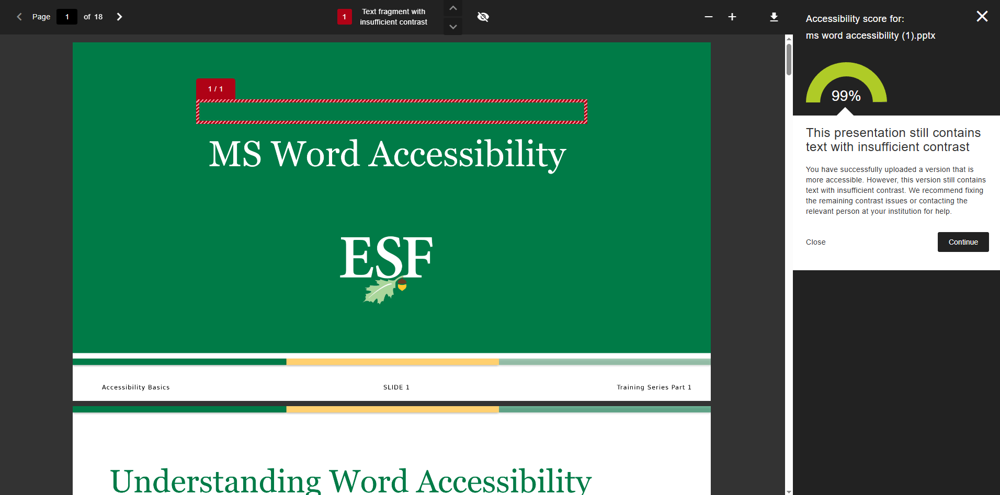 Page 1 of 18
1 Text fragment with
insufficient contrast
Accessibility score for:
ms word accessibility (1).pptx
99%
This presentation still contains
text with insufficient contrast
You have successfully uploaded a version that is
more accessible. However, this version still contains
text with insufficient contrast. We recommend fixing
the remaining contrast issues or contacting the
relevant person at your institution for help.
Close
Continue
1 / 1
MS Word Accessibility
ESF
Accessibility Basics
SLIDE 1
Training Series Part 1
Understanding Word Accessibility